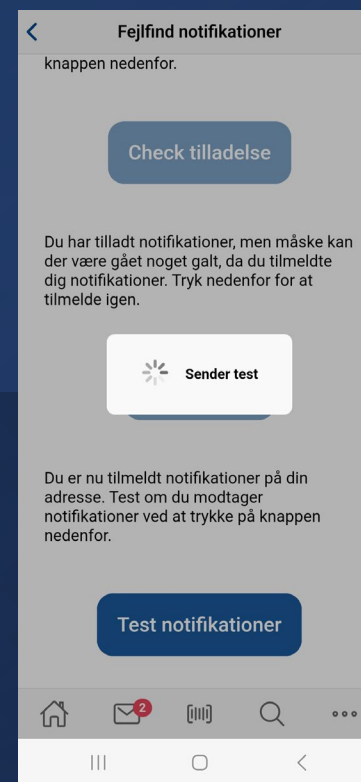 Fejlfind notifikationer
knappen nedenfor.
Check tilladelse
Du har tilladt notifikationer, men måske kan
der være gået noget galt, da du tilmeldte
dig notifikationer. Tryk nedenfor for at
tilmelde igen.
Sender test
Du er nu tilmeldt notifikationer på din
adresse. Test om du modtager
notifikationer ved at trykke på knappen
nedenfor.
Test notifikationer
2